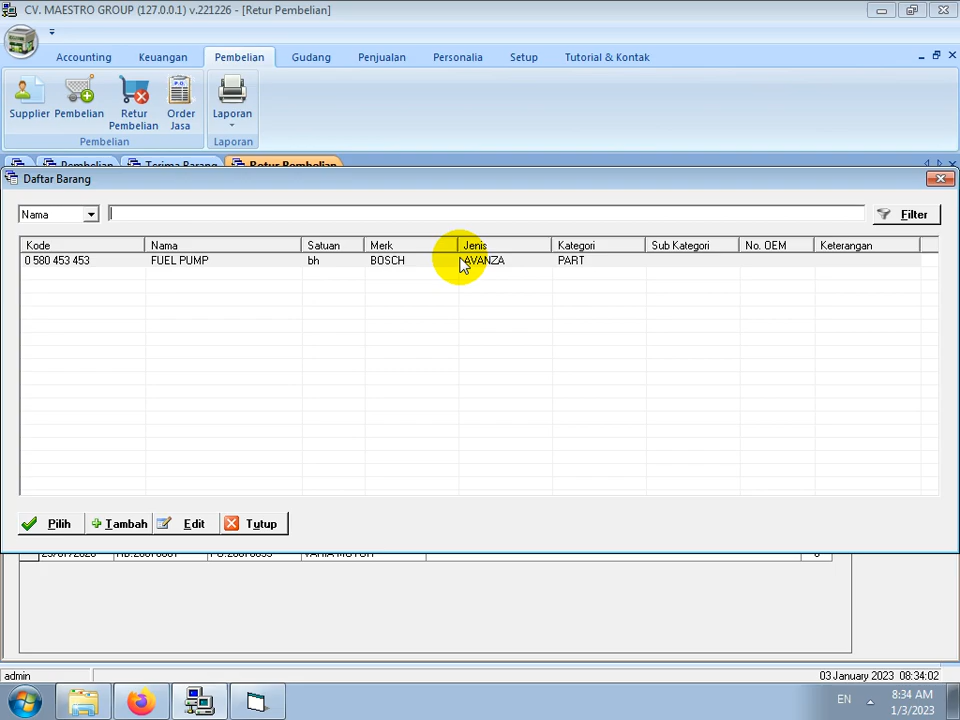 CV. MAESTRO GROUP (127.0.0.1) v.221226 - [Retur Pembelian]
Accounting Keuangan Pembelian Gudang Penjualan Personalia Setup Tutorial & Kontak
Supplier Pembelian Retur Pembelian Order Jasa Laporan
Pembelian Laporan
Pembelian Terima Barang Retur Pembelian
Daftar Barang
Nama Filter
Kode Nama Satuan Merk Jenis Kategori Sub Kategori No. OEM Keterangan
0 580 453 453 FUEL PUMP bh BOSCH AVANZA PART
Pilih Tambah Edit Tutup
admin 03 January 2023 08:34:02
EN 8:34 AM
1/3/2023